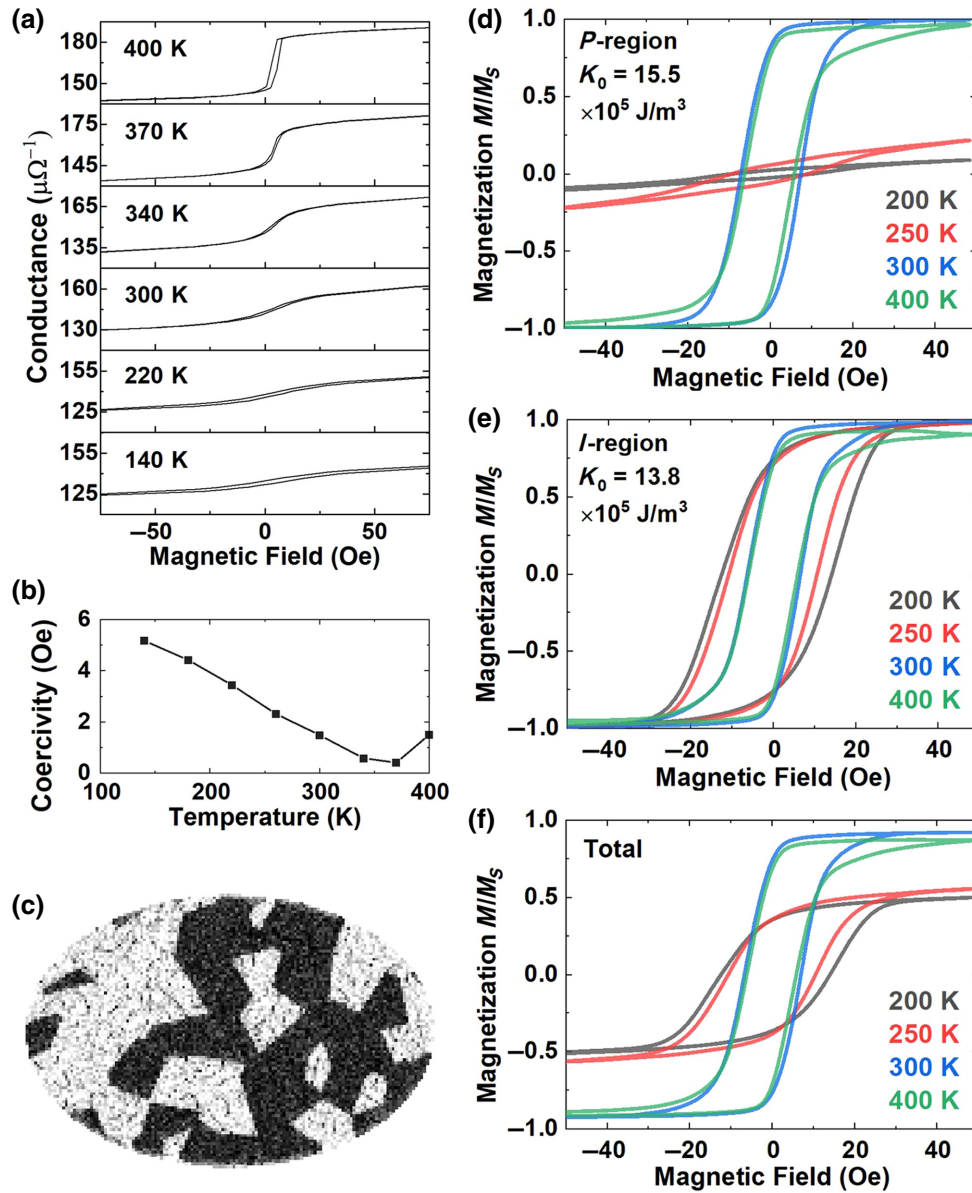 (a)
400 K
180
150
370 K
175
135
340 K
165
135
300 K
160
130
220 K
155
125
140 K
155
125
Conductance (μΩ⁻¹)
−50 0 50
Magnetic Field (Oe)
(b)
Coercivity (Oe)
6
4
2
0
100 200 300 400
Temperature (K)
(c)
(d)
P-region
K₀ = 15.5
×10⁵ J/m³
200 K
250 K
300 K
400 K
Magnetization M/Mₛ
1.0
0.5
0.0
−0.5
−1.0
−40 −20 0 20 40
Magnetic Field (Oe)
(e)
I-region
K₀ = 13.8
×10⁵ J/m³
200 K
250 K
300 K
400 K
Magnetization M/Mₛ
1.0
0.5
0.0
−0.5
−1.0
−40 −20 0 20 40
Magnetic Field (Oe)
(f)
Total
200 K
250 K
300 K
400 K
Magnetization M/Mₛ
1.0
0.5
0.0
−0.5
−1.0
−40 −20 0 20 40
Magnetic Field (Oe)